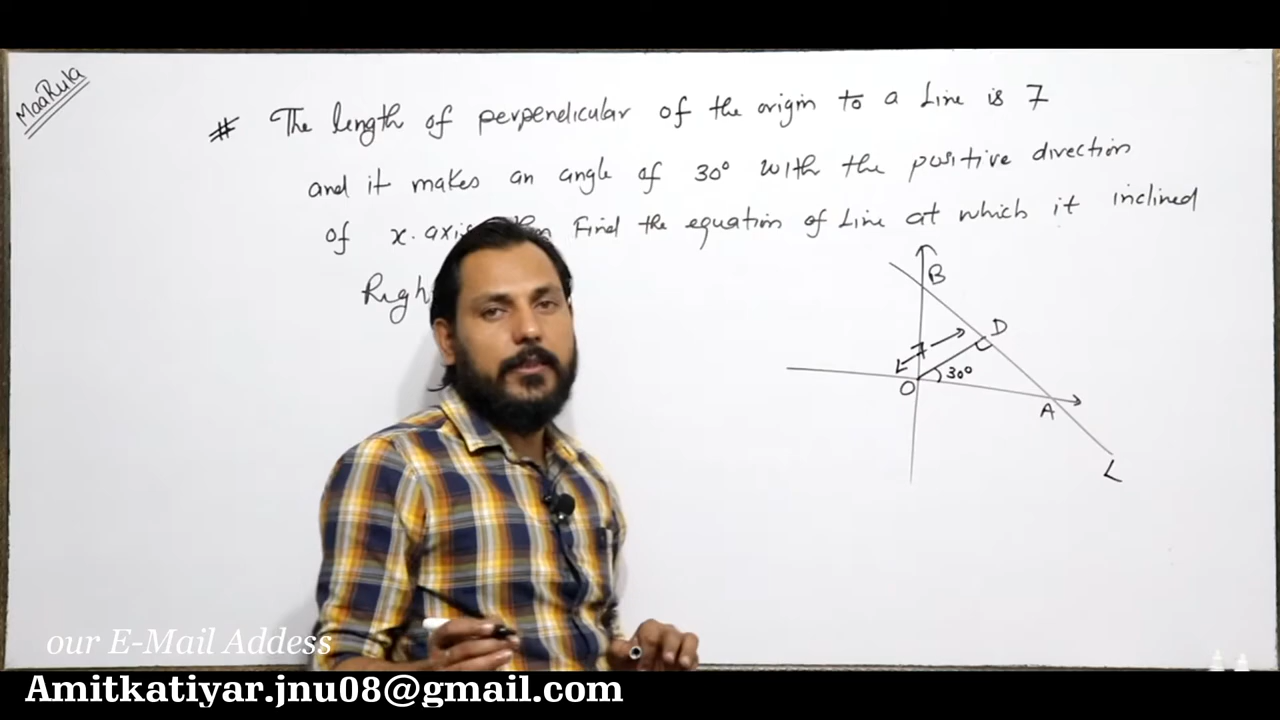 MaaRula
# The length of perpendicular of the origin to a Line is 7
and it makes an angle of 30° with the positive direction
of x.axis Find the equation of Line at which it inclined
Righ
B
D
7
30°
O
A
L
our E-Mail Addess
Amitkatiyar.jnu08@gmail.com